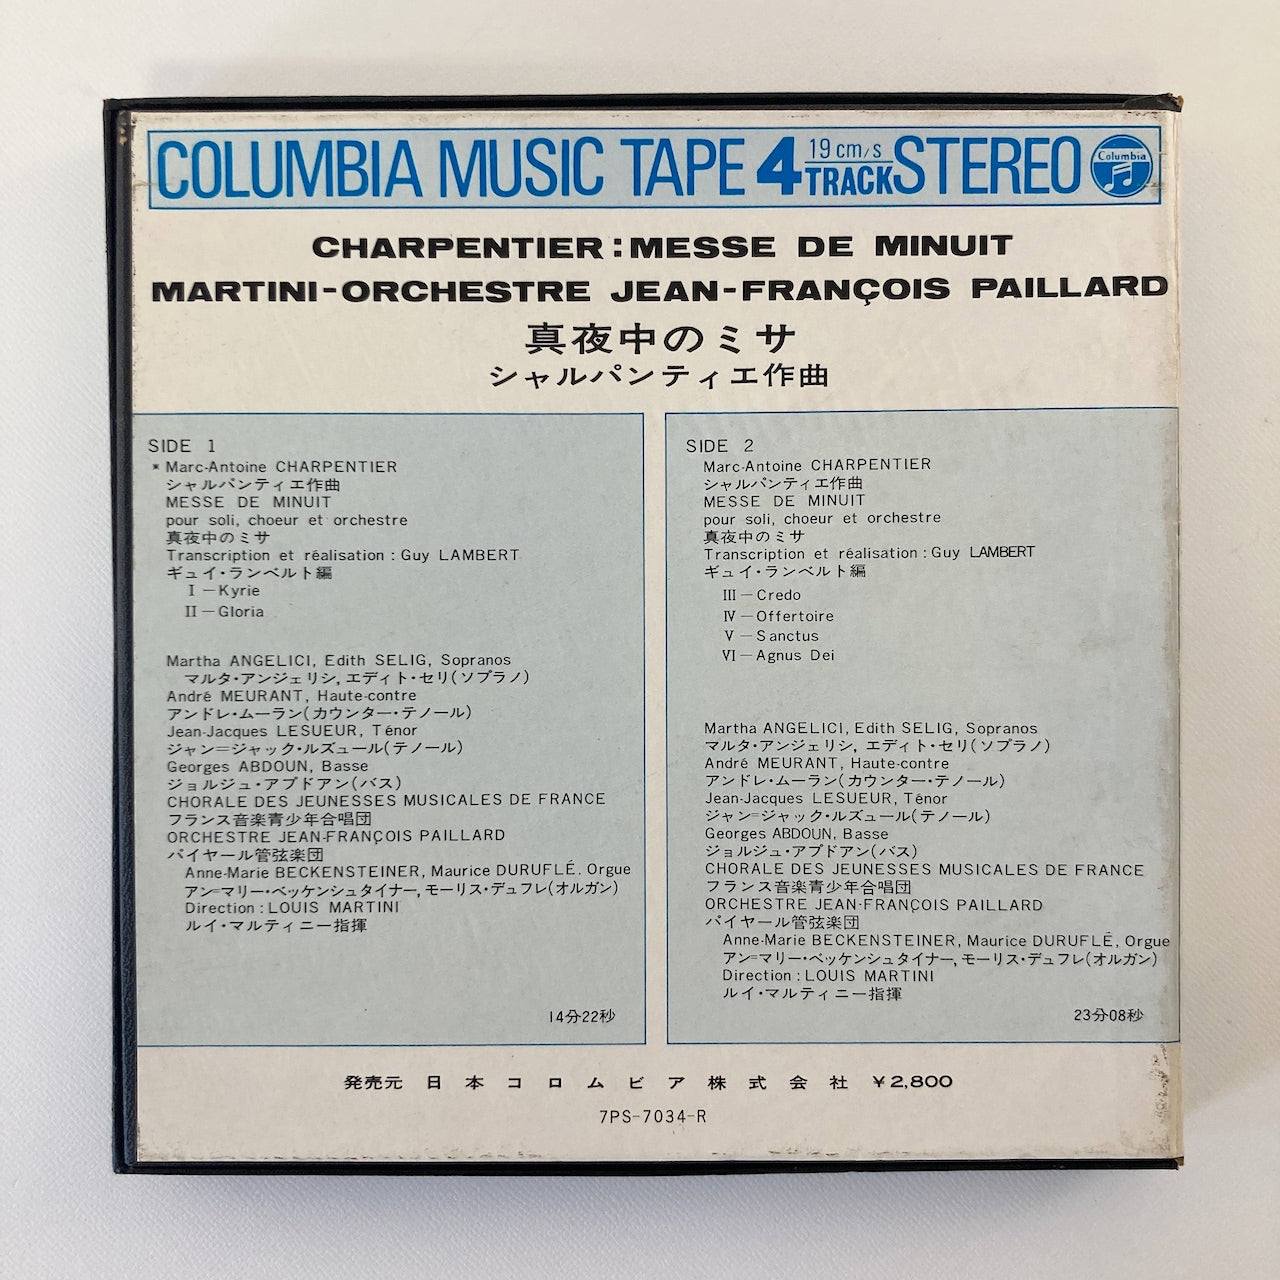 COLUMBIA MUSIC TAPE 4 19 cm/s TRACK STEREO Columbia
CHARPENTIER : MESSE DE MINUIT
MARTINI-ORCHESTRE JEAN-FRANÇOIS PAILLARD
真夜中のミサ
シャルパンティエ作曲
SIDE 1
* Marc-Antoine CHARPENTIER
シャルパンティエ作曲
MESSE DE MINUIT
pour soli, choeur et orchestre
真夜中のミサ
Transcription et réalisation : Guy LAMBERT
ギュイ・ランベルト編
I — Kyrie
II — Gloria
Martha ANGELICI, Edith SELIG, Sopranos
マルタ・アンジェリシ, エディト・セリ(ソプラノ)
André MEURANT, Haute-contre
アンドレ・ムーラン(カウンター・テノール)
Jean-Jacques LESUEUR, Ténor
ジャン=ジャック・ルズュール(テノール)
Georges ABDOUN, Basse
ジョルジュ・アブドアン(バス)
CHORALE DES JEUNESSES MUSICALES DE FRANCE
フランス音楽青少年合唱団
ORCHESTRE JEAN-FRANÇOIS PAILLARD
パイヤール管弦楽団
Anne-Marie BECKENSTEINER, Maurice DURUFLÉ. Orgue
アン=マリー・ベッケンシュタイナー, モーリス・デュフレ(オルガン)
Direction : LOUIS MARTINI
ルイ・マルティニー指揮
14分22秒
SIDE 2
Marc-Antoine CHARPENTIER
シャルパンティエ作曲
MESSE DE MINUIT
pour soli, choeur et orchestre
真夜中のミサ
Transcription et réalisation : Guy LAMBERT
ギュイ・ランベルト編
III — Credo
IV — Offertoire
V — Sanctus
VI — Agnus Dei
Martha ANGELICI, Edith SELIG, Sopranos
マルタ・アンジェリシ, エディト・セリ(ソプラノ)
André MEURANT, Haute-contre
アンドレ・ムーラン(カウンター・テノール)
Jean-Jacques LESUEUR, Ténor
ジャン=ジャック・ルズュール(テノール)
Georges ABDOUN, Basse
ジョルジュ・アブドアン(バス)
CHORALE DES JEUNESSES MUSICALES DE FRANCE
フランス音楽青少年合唱団
ORCHESTRE JEAN-FRANÇOIS PAILLARD
パイヤール管弦楽団
Anne-Marie BECKENSTEINER, Maurice DURUFLÉ, Orgue
アン=マリー・ベッケンシュタイナー, モーリス・デュフレ(オルガン)
Direction : LOUIS MARTINI
ルイ・マルティニー指揮
23分08秒
発売元 日本コロムビア株式会社 ¥2,800
7PS-7034-R